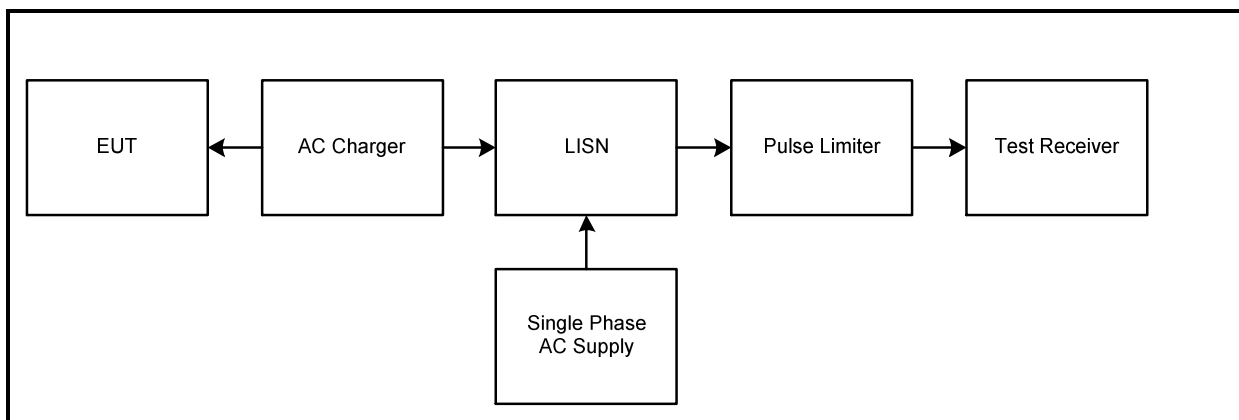 EUT
AC Charger
LISN
Pulse Limiter
Test Receiver
Single Phase
AC Supply